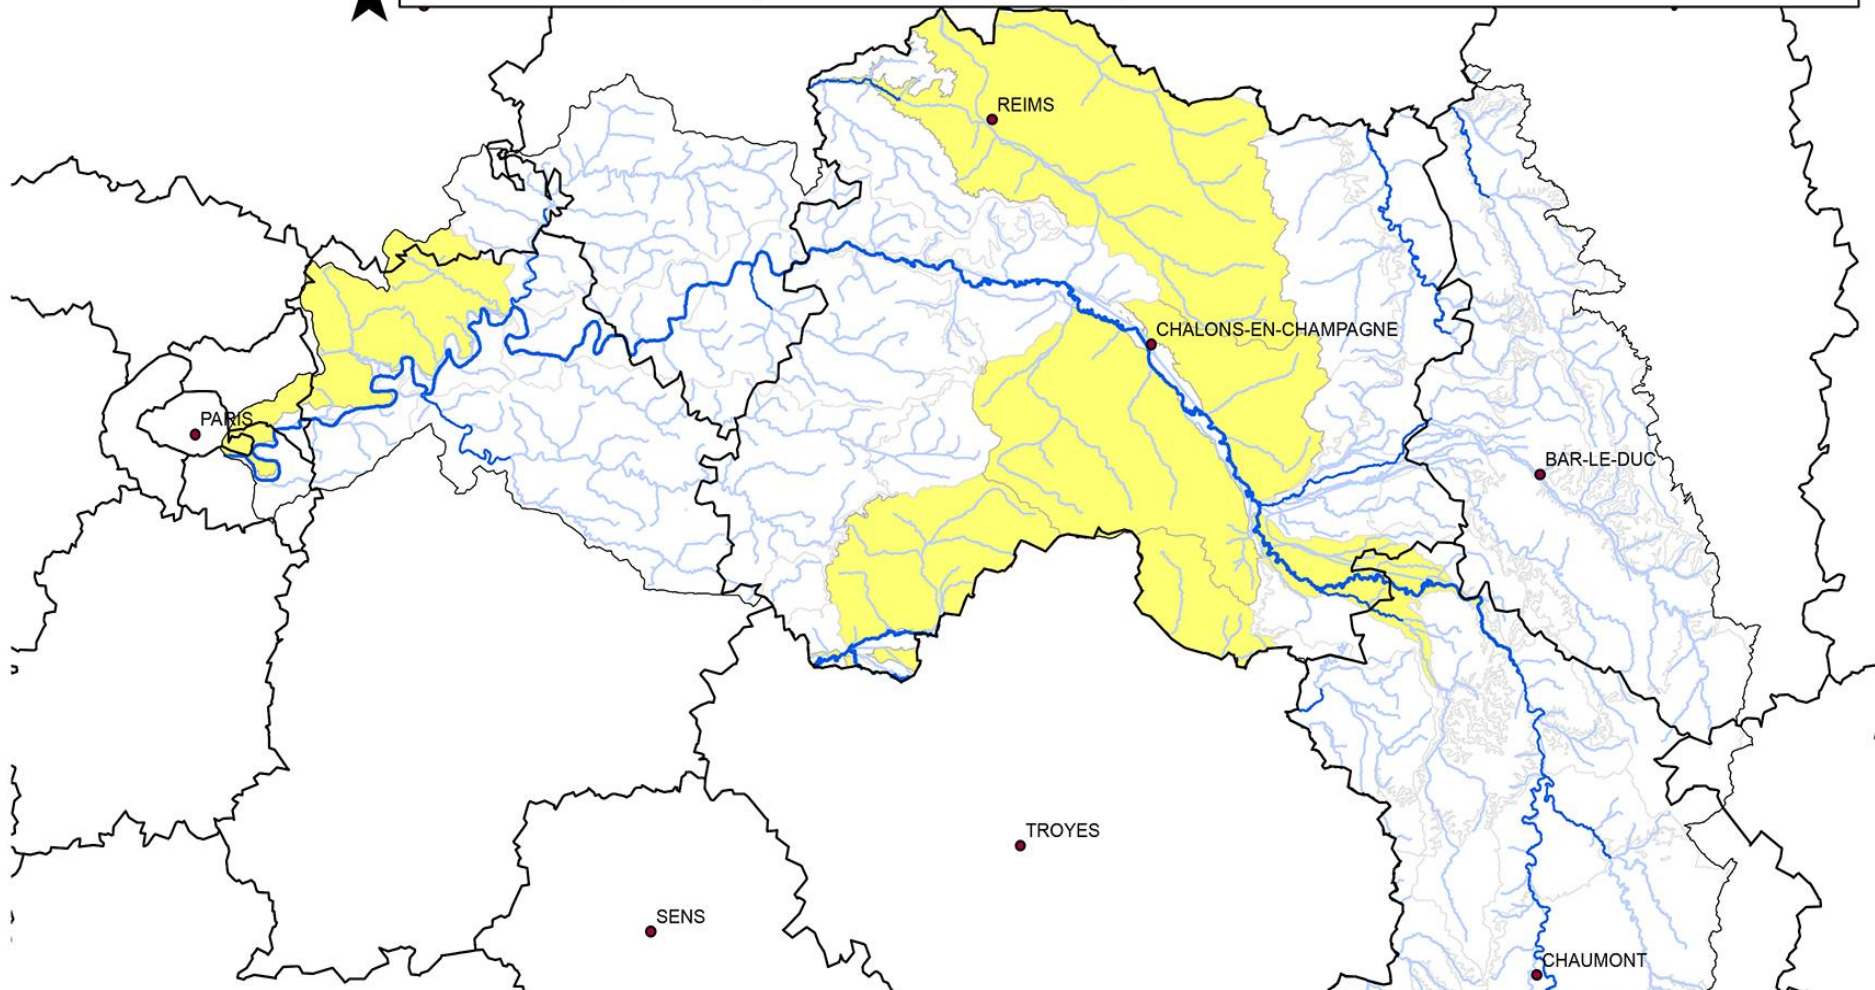 REIMS
CHALONS-EN-CHAMPAGNE
PARIS
BAR-LE-DUC
TROYES
SENS
CHAUMONT